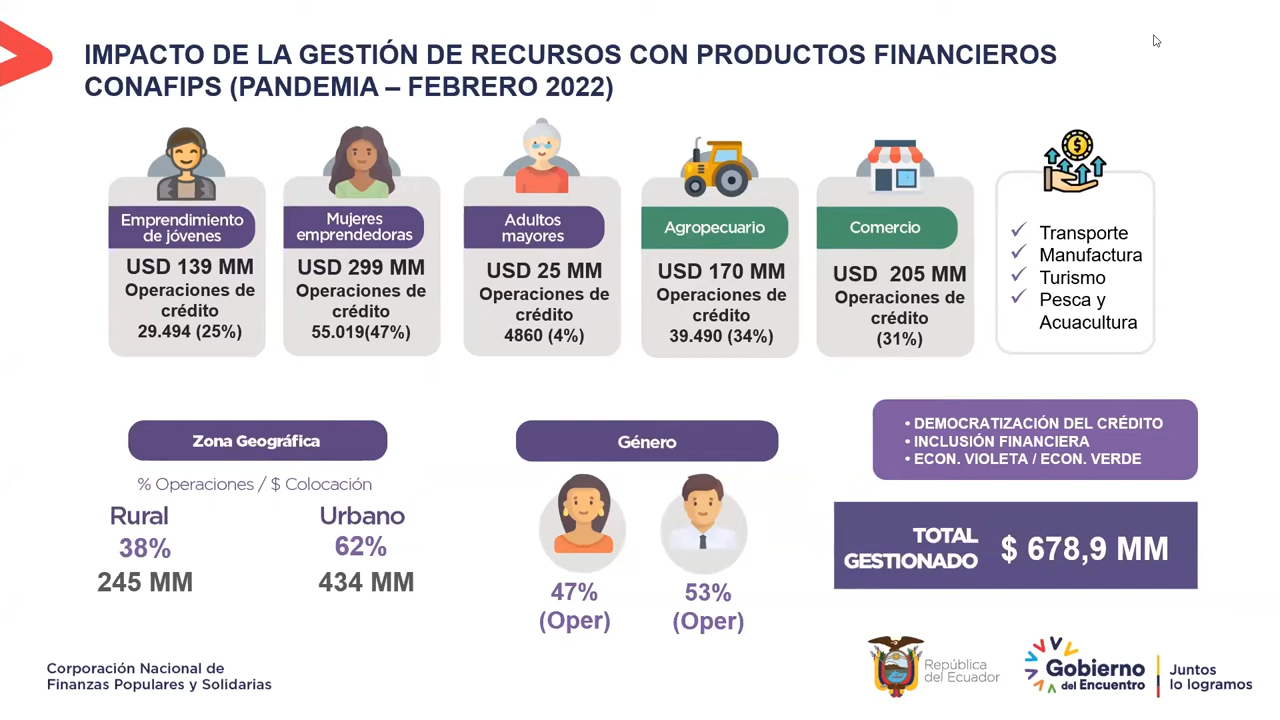 IMPACTO DE LA GESTIÓN DE RECURSOS CON PRODUCTOS FINANCIEROS
CONAFIPS (PANDEMIA – FEBRERO 2022)
Emprendimiento
de jóvenes
USD 139 MM
Operaciones de
crédito
29.494 (25%)
Mujeres
emprendedoras
USD 299 MM
Operaciones de
crédito
55.019(47%)
Adultos
mayores
USD 25 MM
Operaciones de
crédito
4860 (4%)
Agropecuario
USD 170 MM
Operaciones de
crédito
39.490 (34%)
Comercio
USD 205 MM
Operaciones de
crédito
(31%)
✓ Transporte
✓ Manufactura
✓ Turismo
✓ Pesca y
Acuacultura
Zona Geográfica
% Operaciones / $ Colocación
Rural
38%
245 MM
Urbano
62%
434 MM
Género
47%
(Oper)
53%
(Oper)
• DEMOCRATIZACIÓN DEL CRÉDITO
• INCLUSIÓN FINANCIERA
• ECON. VIOLETA / ECON. VERDE
TOTAL
GESTIONADO
$ 678,9 MM
Corporación Nacional de
Finanzas Populares y Solidarias
República
del Ecuador
Gobierno
del Encuentro
Juntos
lo logramos